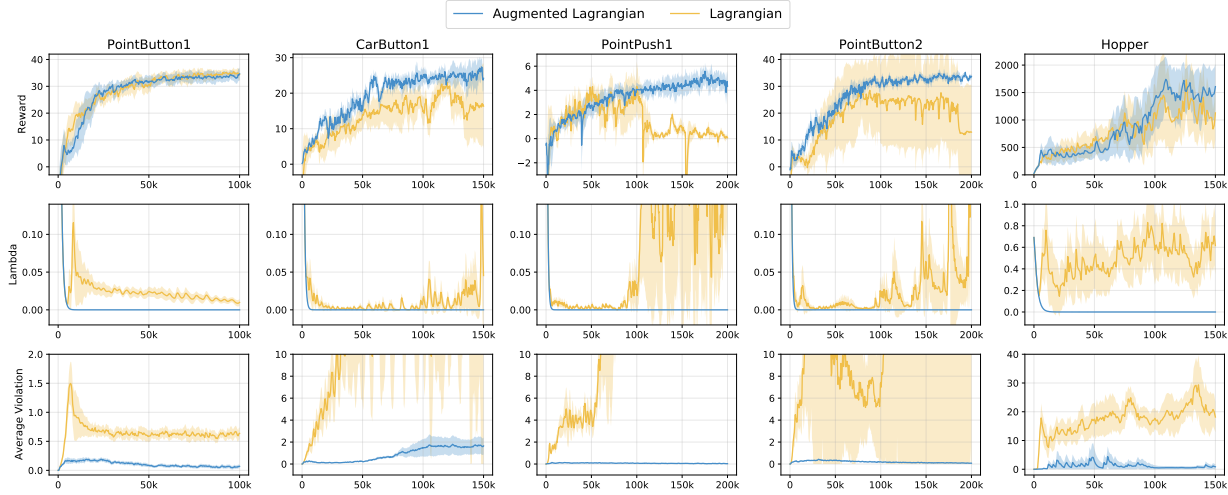 Augmented Lagrangian Lagrangian
PointButton1 CarButton1 PointPush1 PointButton2 Hopper
Reward
40 30 20 10 0
0 50k 100k
30 20 10 0
0 50k 100k 150k
6 4 2 0 −2
0 50k 100k 150k 200k
40 30 20 10 0
0 50k 100k 150k 200k
2000 1500 1000 500 0
0 50k 100k 150k
Lambda
0.10 0.05 0.00
0 50k 100k
0.10 0.05 0.00
0 50k 100k 150k
0.10 0.05 0.00
0 50k 100k 150k 200k
0.10 0.05 0.00
0 50k 100k 150k 200k
1.0 0.8 0.6 0.4 0.2 0.0
0 50k 100k 150k
Average Violation
2.0 1.5 1.0 0.5 0.0
0 50k 100k
10 8 6 4 2 0
0 50k 100k 150k
10 8 6 4 2 0
0 50k 100k 150k 200k
10 8 6 4 2 0
0 50k 100k 150k 200k
40 30 20 10 0
0 50k 100k 150k